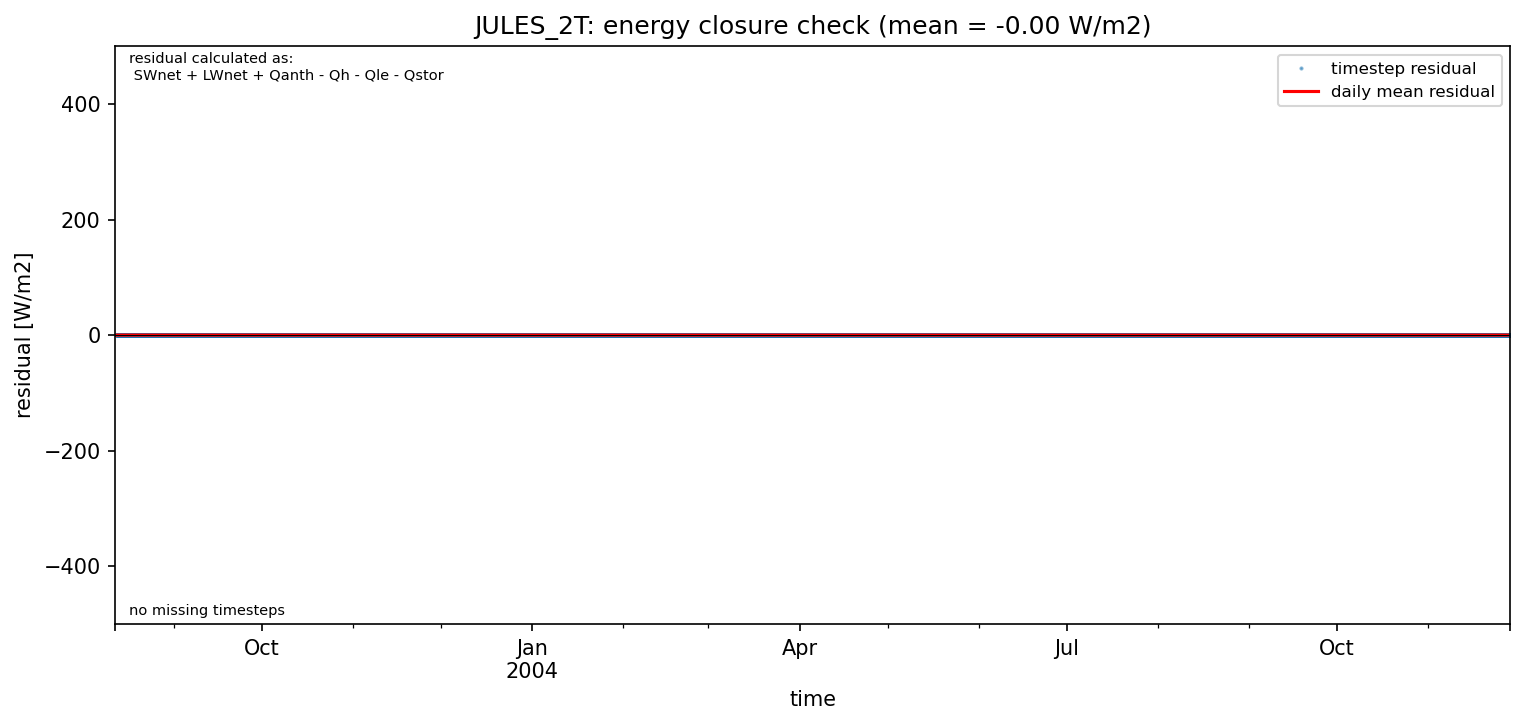 JULES_2T: energy closure check (mean = -0.00 W/m2)
residual calculated as:
SWnet + LWnet + Qanth - Qh - Qle - Qstor
timestep residual
daily mean residual
400
200
0
−200
−400
residual [W/m2]
no missing timesteps
Oct
Jan
2004
Apr
Jul
Oct
time